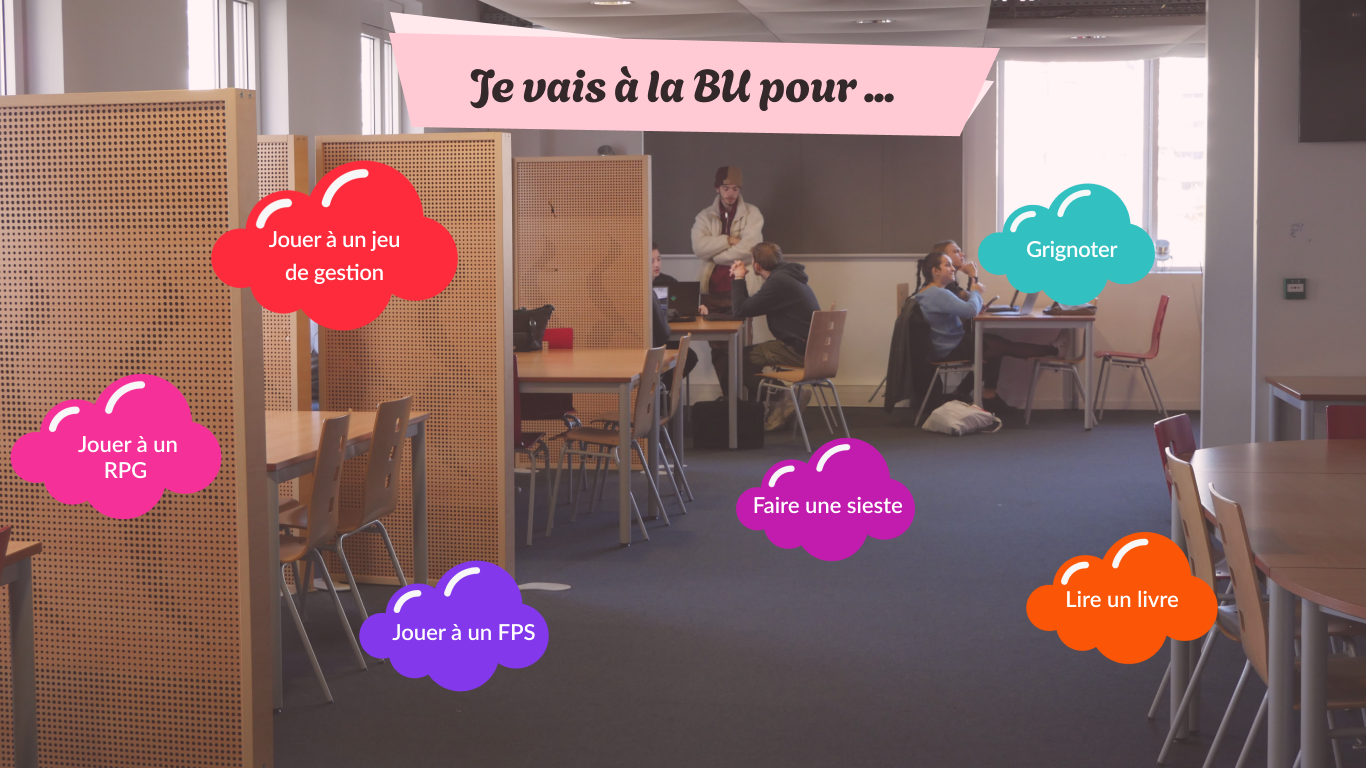 Je vais à la BU pour ...
Jouer à un jeu
de gestion
Grignoter
Jouer à un
RPG
Faire une sieste
Lire un livre
Jouer à un FPS